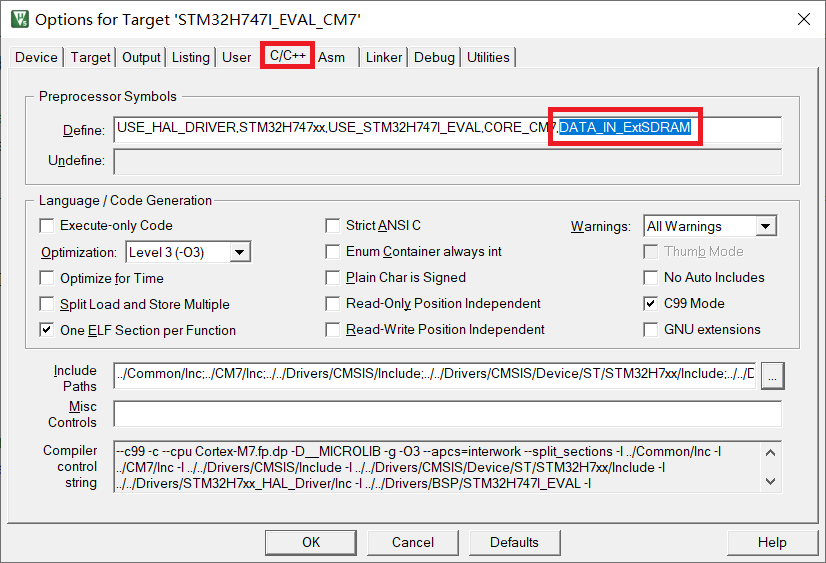 Options for Target 'STM32H747I_EVAL_CM7'
Device Target Output Listing User C/C++ Asm Linker Debug Utilities
Preprocessor Symbols
Define: USE_HAL_DRIVER,STM32H747xx,USE_STM32H747I_EVAL,CORE_CM7,DATA_IN_ExtSDRAM
Undefine:
Language / Code Generation
Execute-only Code Strict ANSI C Warnings: All Warnings
Optimization: Level 3 (-O3) Enum Container always int Thumb Mode
Optimize for Time Plain Char is Signed No Auto Includes
Split Load and Store Multiple Read-Only Position Independent C99 Mode
One ELF Section per Function Read-Write Position Independent GNU extensions
Include
Paths ../Common/Inc;../CM7/Inc;../../Drivers/CMSIS/Include;../../Drivers/CMSIS/Device/ST/STM32H7xx/Include;../../D ...
Misc
Controls
Compiler
control
string
--c99 -c --cpu Cortex-M7.fp.dp -D__MICROLIB -g -O3 --apcs=interwork --split_sections -I ../Common/Inc -I
../CM7/Inc -I ../../Drivers/CMSIS/Include -I ../../Drivers/CMSIS/Device/ST/STM32H7xx/Include -I
../../Drivers/STM32H7xx_HAL_Driver/Inc -I ../../Drivers/BSP/STM32H747I_EVAL -I
OK Cancel Defaults Help